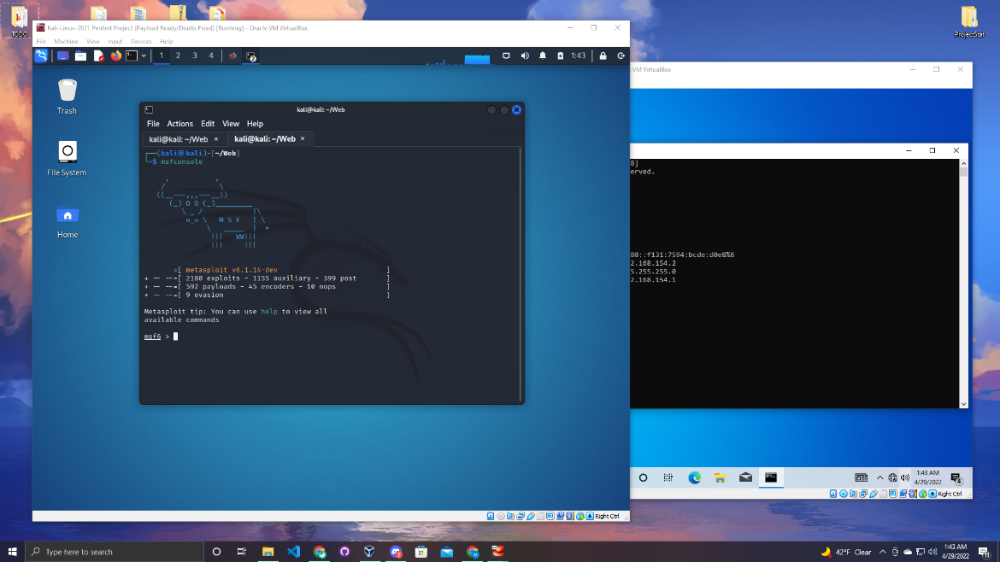 TODO
ProjectStat
Kali-Linux-2021 Pentest Project (Payload Ready/Dradis Fixed) [Running] - Oracle VM VirtualBox
File Machine View Input Devices Help
1 2 3 4
2
1:43
Trash
File System
Home
kali@kali: ~/Web
File Actions Edit View Help
kali@kali: ~/Web × kali@kali: ~/Web ×
(kali㉿kali)-[~/Web]
$ msfconsole
M S F
WW
=[ metasploit v6.1.14-dev ]
+ -- --=[ 2180 exploits - 1155 auxiliary - 399 post ]
+ -- --=[ 592 payloads - 45 encoders - 10 nops ]
+ -- --=[ 9 evasion ]
Metasploit tip: You can use help to view all
available commands
msf6 >
Right Ctrl
VM VirtualBox
8]
erved.
80::f131:7594:bcde:d0e8%6
2.168.154.2
5.255.255.0
2.168.154.1
1:43 AM
4/29/2022
4
Right Ctrl
Type here to search
42°F Clear
1:43 AM
4/29/2022
11